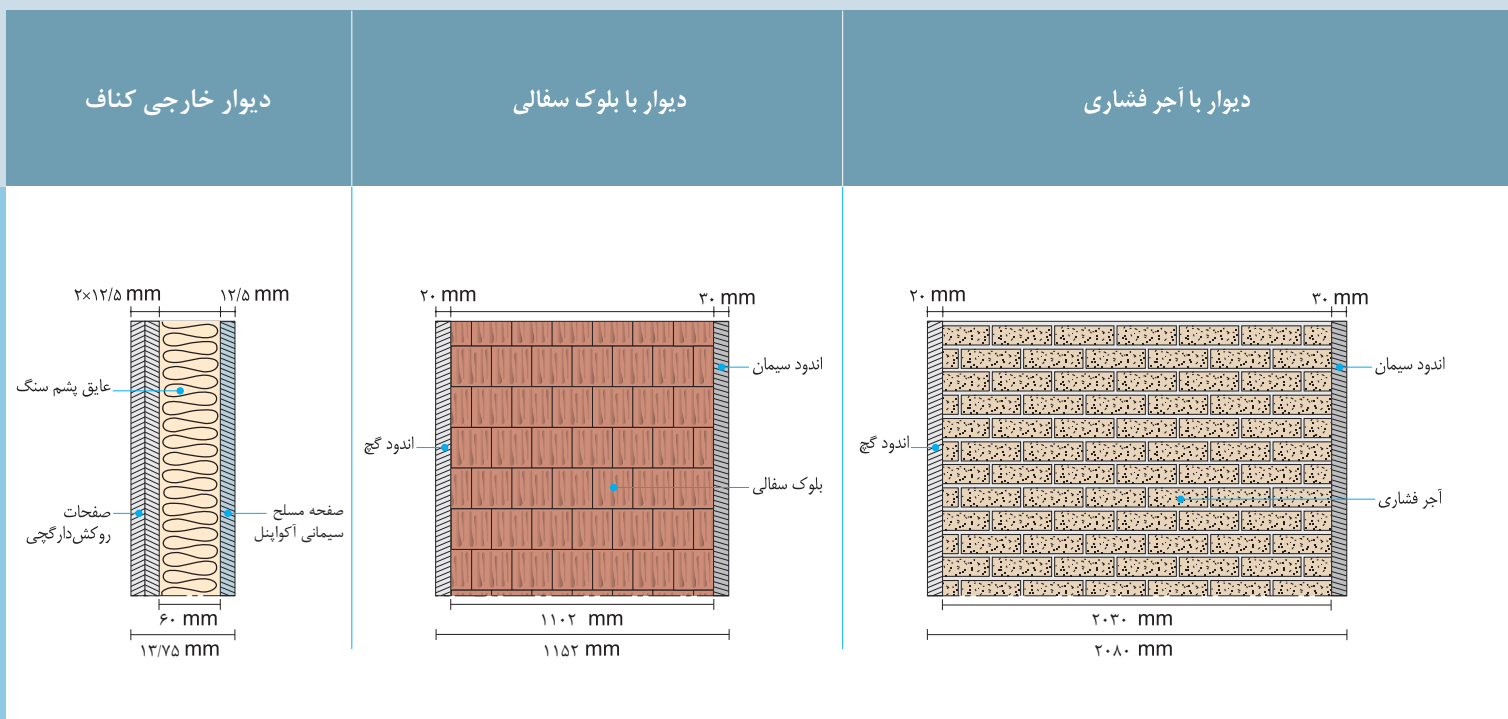 دیوار با آجر فشاری
دیوار با بلوک سفالی
دیوار خارجی کناف
۳۰ mm
۲۰ mm
اندود سیمان
اندود گچ
آجر فشاری
۲۰۳۰ mm
۲۰۸۰ mm
۳۰ mm
۲۰ mm
اندود سیمان
اندود گچ
بلوک سفالی
۱۱۰۲ mm
۱۱۵۲ mm
۱۲/۵ mm
۲×۱۲/۵ mm
عایق پشم سنگ
صفحه مسلح
سیمانی آکواپنل
صفحات
روکش‌دارگچی
۶۰ mm
۱۳/۷۵ mm